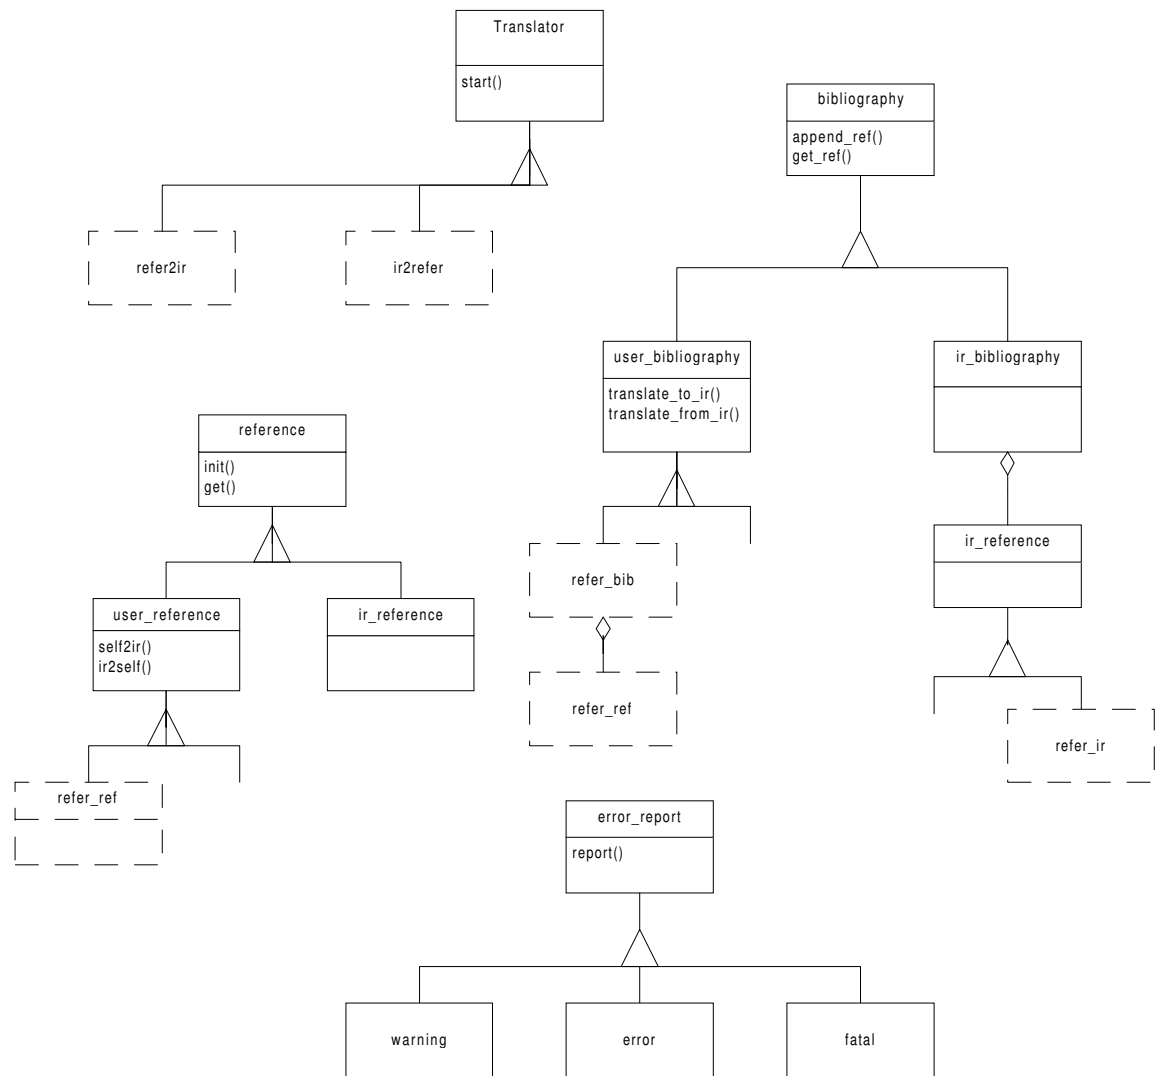 Translator
start()
bibliography
append_ref()
get_ref()
refer2ir
ir2refer
user_bibliography
translate_to_ir()
translate_from_ir()
ir_bibliography
reference
init()
get()
ir_reference
refer_bib
user_reference
self2ir()
ir2self()
ir_reference
refer_ref
refer_ir
refer_ref
error_report
report()
warning
error
fatal